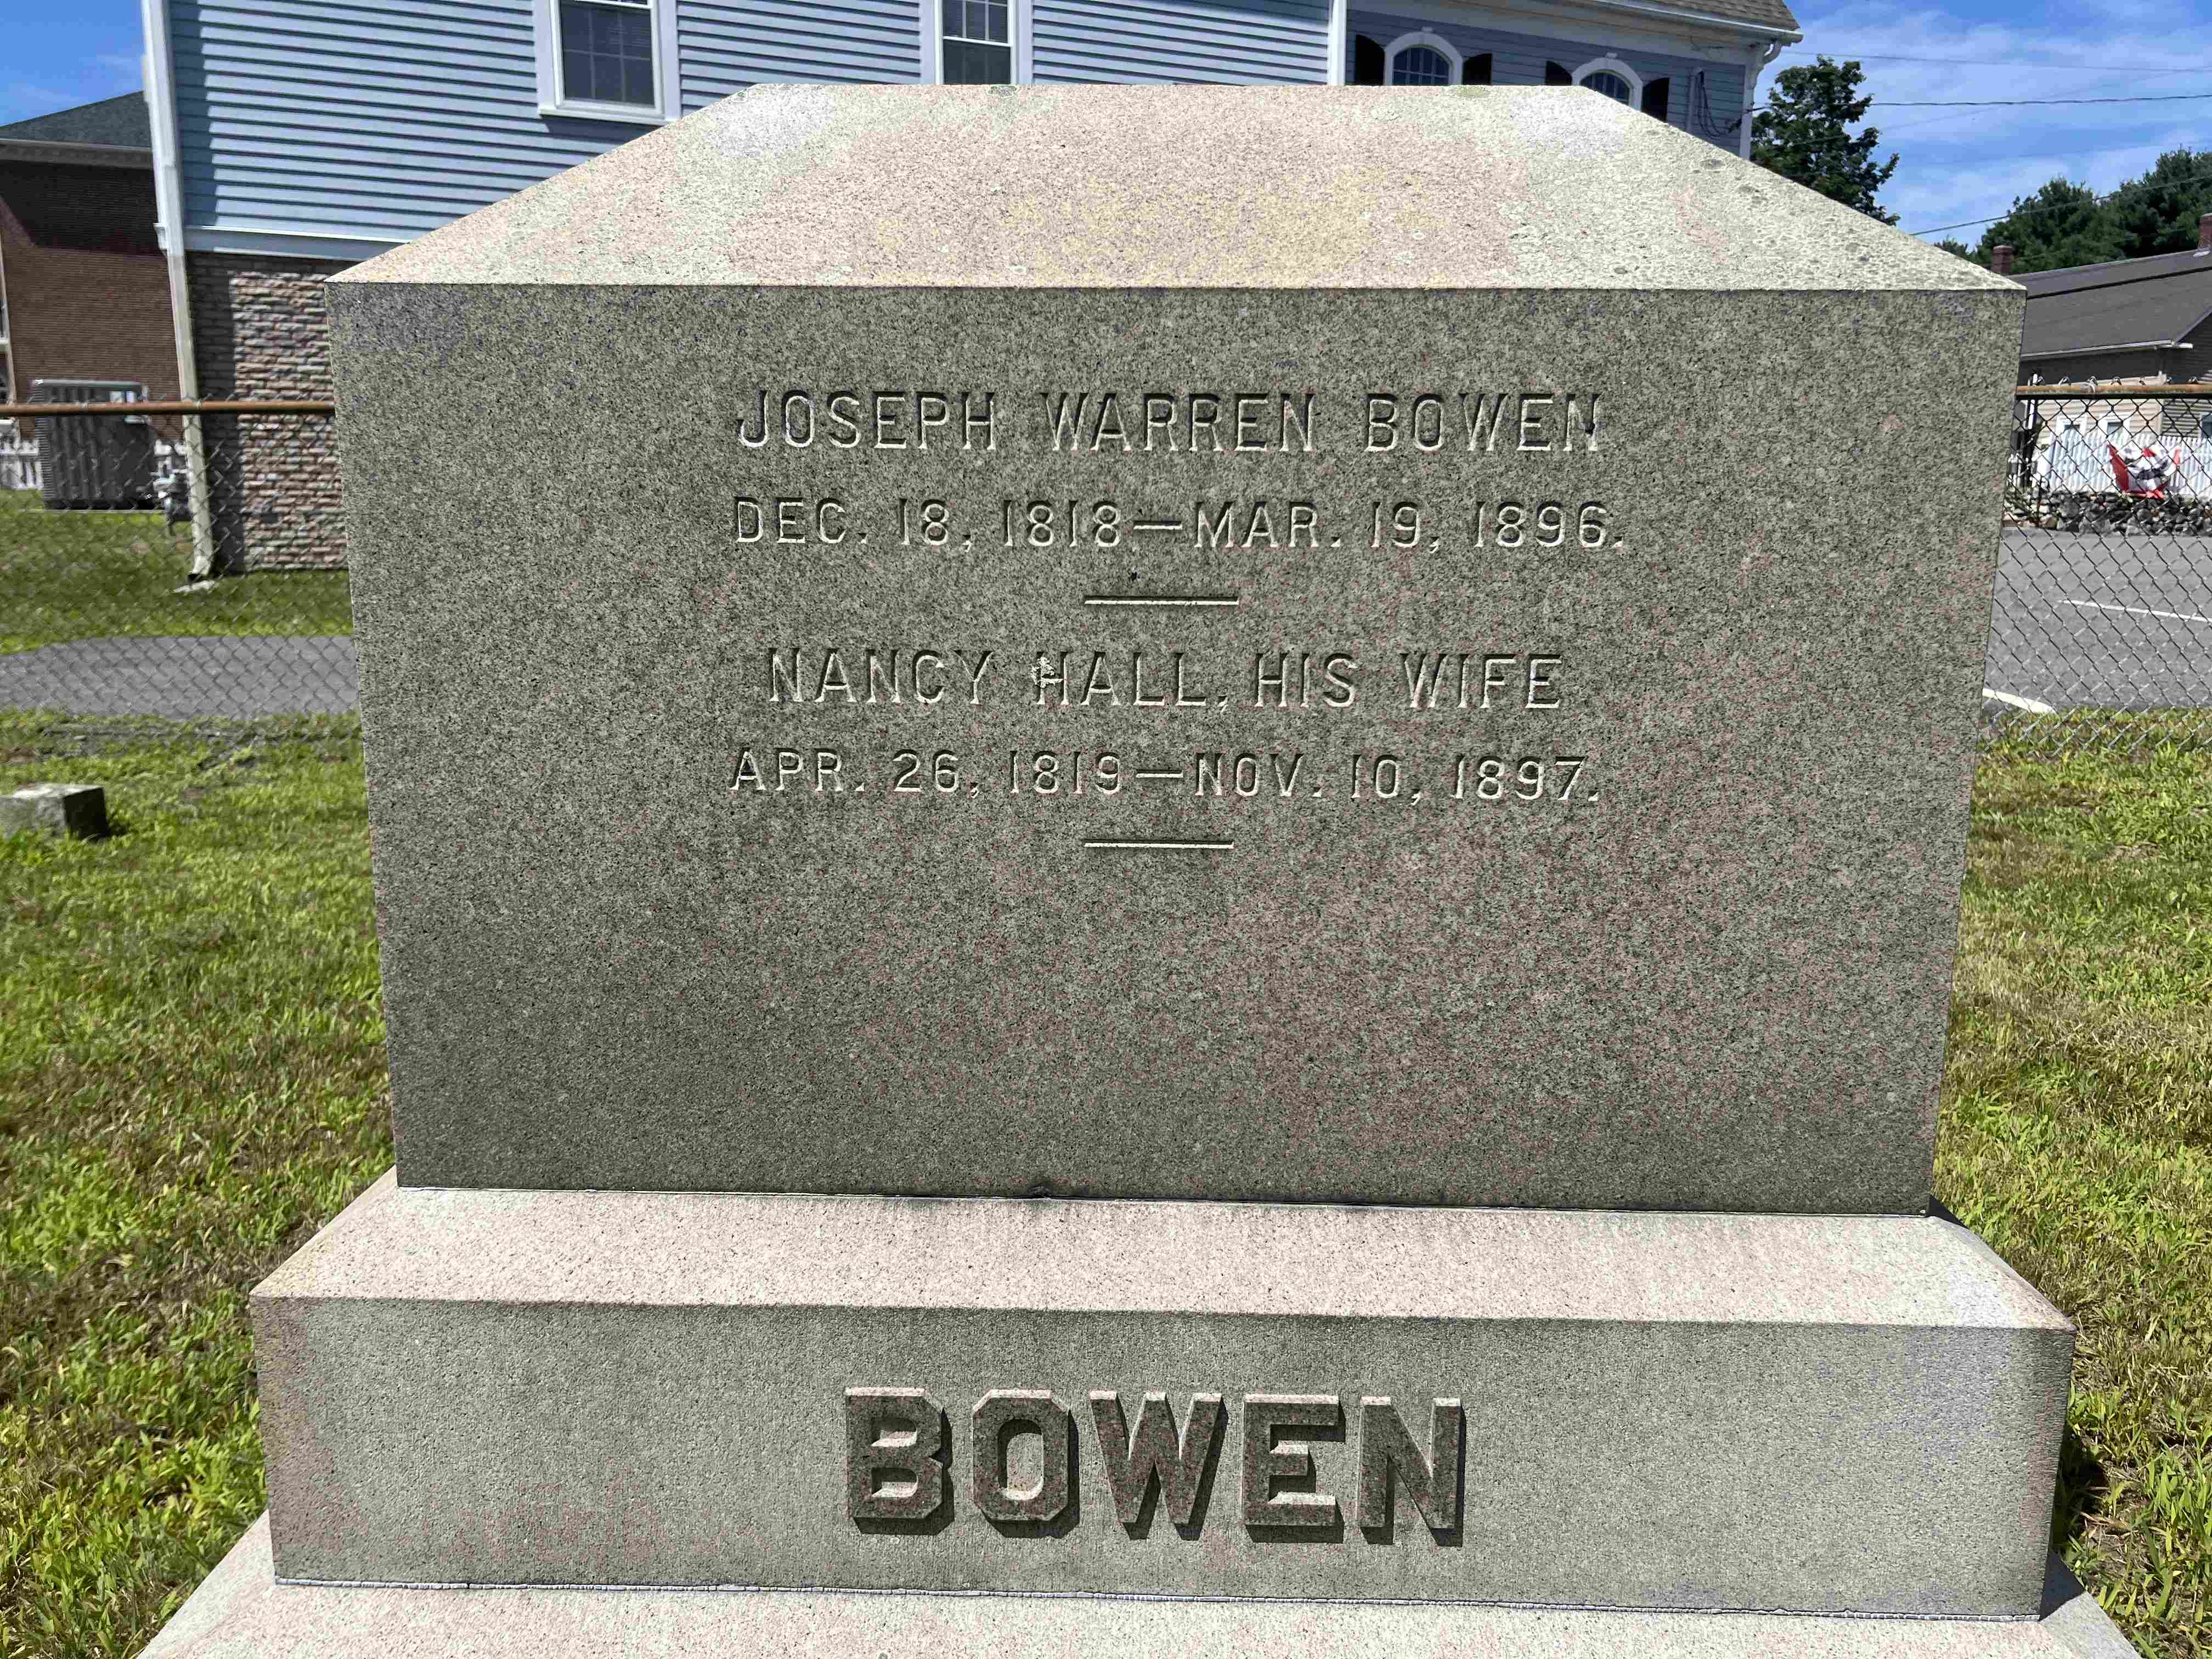 JOSEPH WARREN BOWEN
DEC. 18, 1818—MAR. 19, 1896.
NANCY HALL, HIS WIFE
APR. 26, 1819—NOV. 10, 1897.
BOWEN